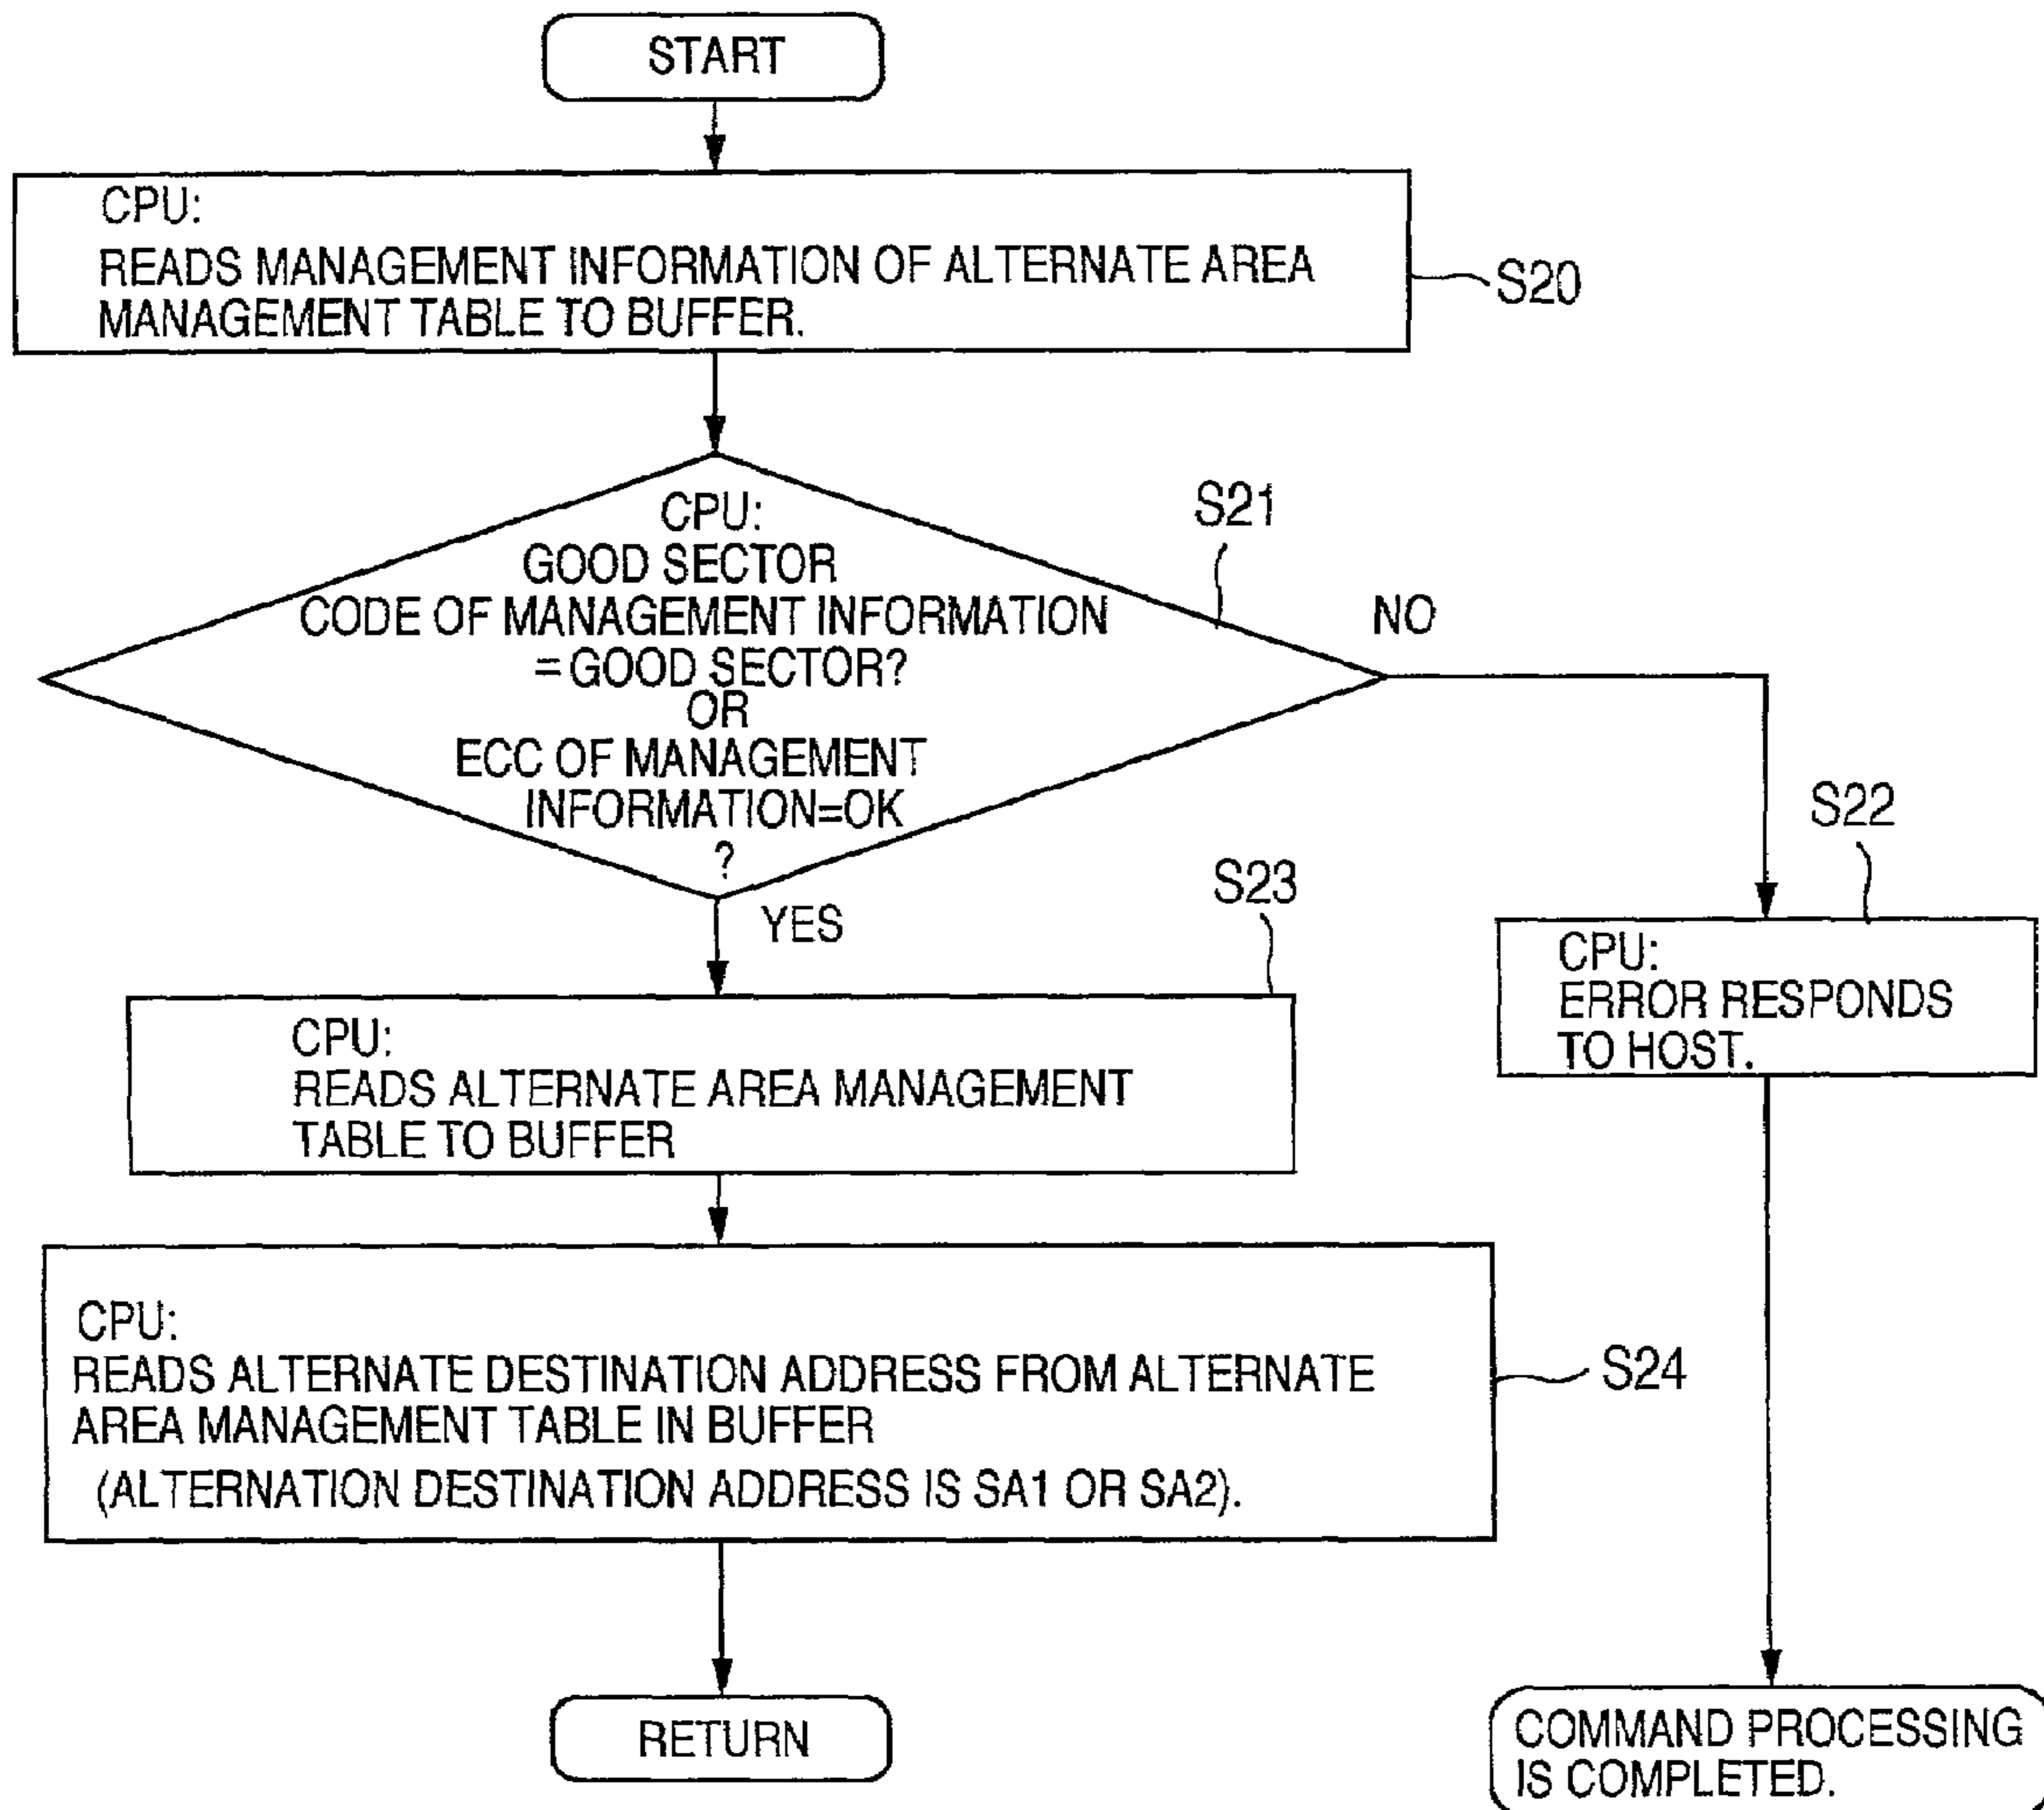 START
CPU:
READS MANAGEMENT INFORMATION OF ALTERNATE AREA
MANAGEMENT TABLE TO BUFFER.
S20
CPU:
GOOD SECTOR
CODE OF MANAGEMENT INFORMATION
=GOOD SECTOR?
OR
ECC OF MANAGEMENT
INFORMATION=OK
?
S21
NO
YES
S22
CPU:
ERROR RESPONDS
TO HOST.
S23
CPU:
READS ALTERNATE AREA MANAGEMENT
TABLE TO BUFFER
CPU:
READS ALTERNATE DESTINATION ADDRESS FROM ALTERNATE
AREA MANAGEMENT TABLE IN BUFFER
(ALTERNATION DESTINATION ADDRESS IS SA1 OR SA2).
S24
RETURN
COMMAND PROCESSING
IS COMPLETED.